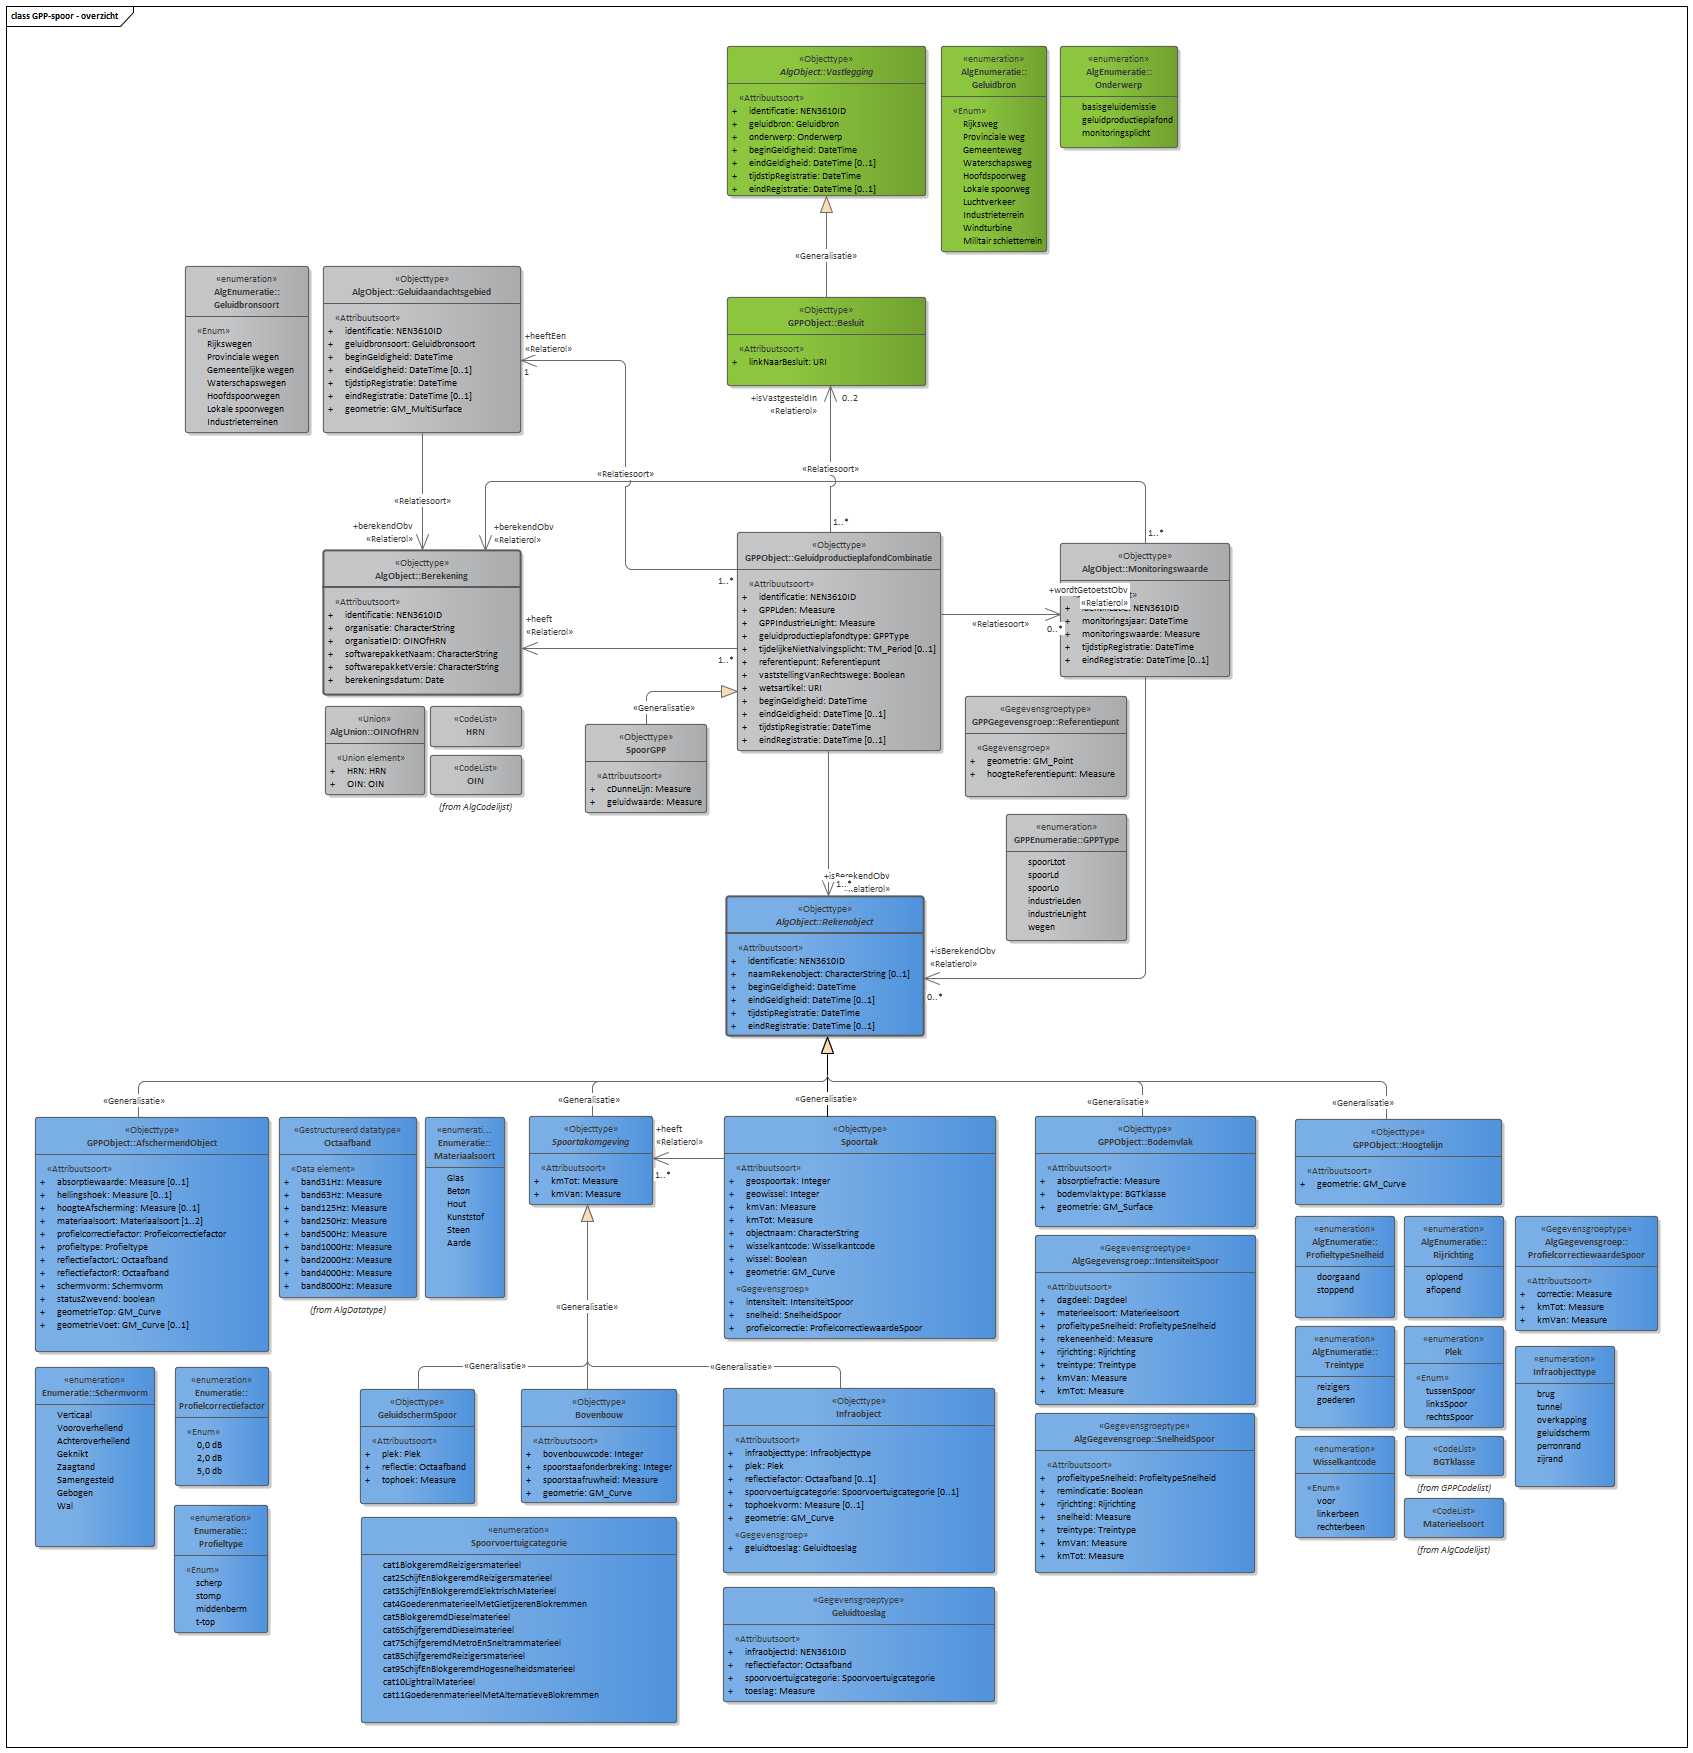 class GPP-spoor - overzicht
«Objecttype»
AlgObject::Vastlegging
«Attribuutsoort»
+ identificatie: NEN3610ID
+ geluidbron: Geluidbron
+ onderwerp: Onderwerp
+ beginGeldigheid: DateTime
+ eindGeldigheid: DateTime [0..1]
+ tijdstipRegistratie: DateTime
+ eindRegistratie: DateTime [0..1]
«enumeration»
AlgEnumeratie::
Geluidbron
«Enum»
Rijksweg
Provinciale weg
Gemeenteweg
Waterschapsweg
Hoofdspoorweg
Lokale spoorweg
Luchtverkeer
Industrieterrein
Windturbine
Militair schietterrein
«enumeration»
AlgEnumeratie::
Onderwerp
basisgeluidemissie
geluidproductieplafond
monitoringsplicht
«Generalisatie»
«enumeration»
AlgEnumeratie::
Geluidbronsoort
«Enum»
Rijkswegen
Provinciale wegen
Gemeentelijke wegen
Waterschapswegen
Hoofdspoorwegen
Lokale spoorwegen
Industrieterreinen
«Objecttype»
AlgObject::Geluidaandachtsgebied
«Attribuutsoort»
+ identificatie: NEN3610ID
+ geluidbronsoort: Geluidbronsoort
+ beginGeldigheid: DateTime
+ eindGeldigheid: DateTime [0..1]
+ tijdstipRegistratie: DateTime
+ eindRegistratie: DateTime [0..1]
+ geometrie: GM_MultiSurface
+heeftEen
«Relatierol»
1
«Objecttype»
GPPObject::Besluit
«Attribuutsoort»
+ linkNaarBesluit: URI
+isVastgesteldIn
«Relatierol»
0..2
«Relatiesoort»
«Relatiesoort»
«Relatiesoort»
+berekendObv
«Relatierol»
+berekendObv
«Relatierol»
1..*
1..*
«Objecttype»
AlgObject::Berekening
«Attribuutsoort»
+ identificatie: NEN3610ID
+ organisatie: CharacterString
+ organisatieID: OINOfHRN
+ softwarepakketNaam: CharacterString
+ softwarepakketVersie: CharacterString
+ berekeningsdatum: Date
1..*
+heeft
«Relatierol»
1..*
«Objecttype»
GPPObject::GeluidproductieplafondCombinatie
«Attribuutsoort»
+ identificatie: NEN3610ID
+ GPPLden: Measure
+ GPPIndustrieLnight: Measure
+ geluidproductieplafondtype: GPPType
+ tijdelijkeNietNalvingsplicht: TM_Period [0..1]
+ referentiepunt: Referentiepunt
+ vaststellingVanRechtswege: Boolean
+ wetsartikel: URI
+ beginGeldigheid: DateTime
+ eindGeldigheid: DateTime [0..1]
+ tijdstipRegistratie: DateTime
+ eindRegistratie: DateTime [0..1]
«Relatiesoort»
+wordtGetoetstObv
«Relatierol»
0..*
«Objecttype»
AlgObject::Monitoringswaarde
+ NEN3610ID
+ monitoringsjaar: DateTime
+ monitoringswaarde: Measure
+ tijdstipRegistratie: DateTime
+ eindRegistratie: DateTime [0..1]
«Union»
AlgUnion::OINOfHRN
«Union element»
+ HRN: HRN
+ OIN: OIN
«CodeList»
HRN
«CodeList»
OIN
(from AlgCodelijst)
«Generalisatie»
«Objecttype»
SpoorGPP
«Attribuutsoort»
+ cDunneLijn: Measure
+ geluidwaarde: Measure
«Gegevensgroeptype»
GPPGegevensgroep::Referentiepunt
«Gegevensgroep»
+ geometrie: GM_Point
+ hoogteReferentiepunt: Measure
«enumeration»
GPPEnumeratie::GPPType
spoorLtot
spoorLd
spoorLo
industrieLden
industrieLnight
wegen
+isBerekendObv
1..*
«Objecttype»
AlgObject::Rekenobject
«Attribuutsoort»
+ identificatie: NEN3610ID
+ naamRekenobject: CharacterString [0..1]
+ beginGeldigheid: DateTime
+ eindGeldigheid: DateTime [0..1]
+ tijdstipRegistratie: DateTime
+ eindRegistratie: DateTime [0..1]
+isBerekendObv
«Relatierol»
0..*
«Generalisatie»
«Generalisatie»
«Generalisatie»
«Generalisatie»
«Generalisatie»
«Objecttype»
GPPObject::AfschermendObject
«Attribuutsoort»
+ absorptiewaarde: Measure [0..1]
+ hellingshoek: Measure [0..1]
+ hoogteAfscherming: Measure [0..1]
+ materiaalsoort: Materiaalsoort [1..2]
+ profielcorrectiefactor: Profielcorrectiefactor
+ profieltype: Profieltype
+ reflectiefactorL: Octaafband
+ reflectiefactorR: Octaafband
+ schermvorm: Schermvorm
+ statusZwevend: boolean
+ geometrieTop: GM_Curve
+ geometrieVoet: GM_Curve [0..1]
«Gestructureerd datatype»
Octaafband
«Data element»
+ band31Hz: Measure
+ band63Hz: Measure
+ band125Hz: Measure
+ band250Hz: Measure
+ band500Hz: Measure
+ band1000Hz: Measure
+ band2000Hz: Measure
+ band4000Hz: Measure
+ band8000Hz: Measure
(from AlgDatatype)
«enumerati...
Enumeratie::
Materiaalsoort
Glas
Beton
Hout
Kunststof
Steen
Aarde
«Objecttype»
Spoortakomgeving
«Attribuutsoort»
+ kmTot: Measure
+ kmVan: Measure
+heeft
«Relatierol»
1..*
«Objecttype»
Spoortak
«Attribuutsoort»
+ geospoortak: Integer
+ geowissel: Integer
+ kmVan: Measure
+ kmTot: Measure
+ objectnaam: CharacterString
+ wisselkantcode: Wisselkantcode
+ wissel: Boolean
+ geometrie: GM_Curve
«Gegevensgroep»
+ intensiteit: IntensiteitSpoor
+ snelheid: SnelheidSpoor
+ profielcorrectie: ProfielcorrectiewaardeSpoor
«Objecttype»
GPPObject::Bodemvlak
«Attribuutsoort»
+ absorptiefractie: Measure
+ bodemvlaktype: BGTklasse
+ geometrie: GM_Surface
«Objecttype»
GPPObject::Hoogtelijn
«Attribuutsoort»
+ geometrie: GM_Curve
«Gegevensgroeptype»
AlgGegevensgroep::IntensiteitSpoor
«Attribuutsoort»
+ dagdeel: Dagdeel
+ materieelsoort: Materieelsoort
+ profieltypeSnelheid: ProfieltypeSnelheid
+ rekeneenheid: Measure
+ rijrichting: Rijrichting
+ treintype: Treintype
+ kmVan: Measure
+ kmTot: Measure
«enumeration»
AlgEnumeratie::
ProfieltypeSnelheid
doorgaand
stoppend
«enumeration»
AlgEnumeratie::
Rijrichting
oplopend
aflopend
«Gegevensgroeptype»
AlgGegevensgroep::
ProfielcorrectiewaardeSpoor
«Attribuutsoort»
+ correctie: Measure
+ kmTot: Measure
+ kmVan: Measure
«enumeration»
AlgEnumeratie::
Treintype
reizigers
goederen
«enumeration»
Plek
«Enum»
tussenSpoor
linksSpoor
rechtsSpoor
«enumeration»
Infraobjecttype
brug
tunnel
overkapping
geluidscherm
perronrand
zijrand
«Generalisatie»
«Generalisatie»
«Generalisatie»
«enumeration»
Enumeratie::Schermvorm
Verticaal
Vooroverhellend
Achteroverhellend
Geknikt
Zaagtand
Samengesteld
Gebogen
Wal
«enumeration»
Enumeratie::
Profielcorrectiefactor
«Enum»
0,0 dB
2,0 dB
5,0 db
«enumeration»
Enumeratie::
Profieltype
«Enum»
scherp
stomp
middenberm
t-top
«Objecttype»
GeluidschermSpoor
«Attribuutsoort»
+ plek: Plek
+ reflectie: Octaafband
+ tophoek: Measure
«Objecttype»
Bovenbouw
«Attribuutsoort»
+ bovenbouwcode: Integer
+ spoorstaafonderbreking: Integer
+ spoorstaafruwheid: Measure
+ geometrie: GM_Curve
«Objecttype»
Infraobject
«Attribuutsoort»
+ infraobjecttype: Infraobjecttype
+ plek: Plek
+ reflectiefactor: Octaafband [0..1]
+ spoorvoertuigcategorie: Spoorvoertuigcategorie [0..1]
+ tophoekvorm: Measure [0..1]
+ geometrie: GM_Curve
«Gegevensgroep»
+ geluidtoeslag: Geluidtoeslag
«Gegevensgroeptype»
AlgGegevensgroep::SnelheidSpoor
«Attribuutsoort»
+ profieltypeSnelheid: ProfieltypeSnelheid
+ remindicatie: Boolean
+ rijrichting: Rijrichting
+ snelheid: Measure
+ treintype: Treintype
+ kmVan: Measure
+ kmTot: Measure
«enumeration»
Wisselkantcode
«Enum»
voor
linkerbeen
rechterbeen
«CodeList»
BGTklasse
(from GPPCodelist)
«CodeList»
Materieelsoort
(from AlgCodelijst)
«enumeration»
Spoorvoertuigcategorie
cat1BlokgeremdReizigersmaterieel
cat2SchijfEnBlokgeremdReizigersmaterieel
cat3SchijfEnBlokgeremdElektrischMaterieel
cat4GoederenmaterieelMetGietijzerenBlokremmen
cat5BlokgeremdDieselmaterieel
cat6SchijfgeremdDieselmaterieel
cat7SchijfgeremdMetroEnSneltrammaterieel
cat8SchijfgeremdReizigersmaterieel
cat9SchijfEnBlokgeremdHogesnelheidsmaterieel
cat10LightrailMaterieel
cat11GoederenmaterieelMetAlternatieveBlokremmen
«Gegevensgroeptype»
Geluidtoeslag
«Attribuutsoort»
+ infraobjectId: NEN3610ID
+ reflectiefactor: Octaafband
+ spoorvoertuigcategorie: Spoorvoertuigcategorie
+ toeslag: Measure